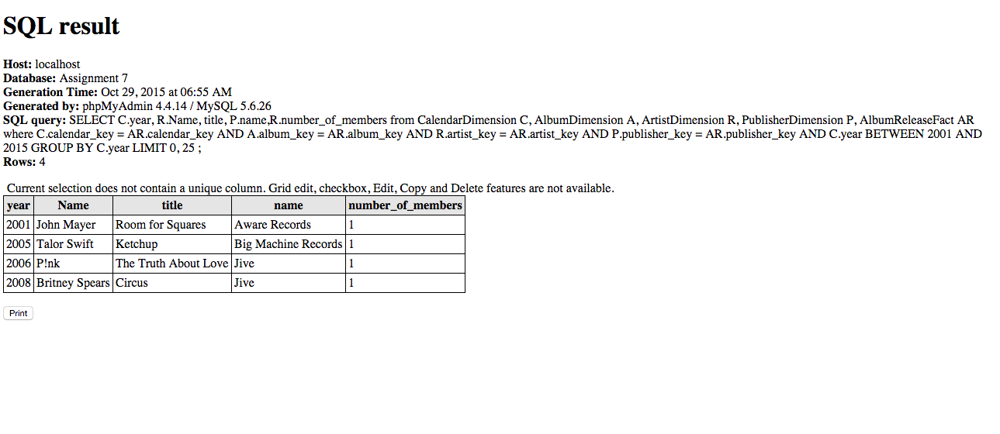 SQL result
Host: localhost
Database: Assignment 7
Generation Time: Oct 29, 2015 at 06:55 AM
Generated by: phpMyAdmin 4.4.14 / MySQL 5.6.26
SQL query: SELECT C.year, R.Name, title, P.name,R.number_of_members from CalendarDimension C, AlbumDimension A, ArtistDimension R, PublisherDimension P, AlbumReleaseFact AR
where C.calendar_key = AR.calendar_key AND A.album_key = AR.album_key AND R.artist_key = AR.artist_key AND P.publisher_key = AR.publisher_key AND C.year BETWEEN 2001 AND
2015 GROUP BY C.year LIMIT 0, 25 ;
Rows: 4
Current selection does not contain a unique column. Grid edit, checkbox, Edit, Copy and Delete features are not available.
year Name title name number_of_members
2001 John Mayer Room for Squares Aware Records 1
2005 Talor Swift Ketchup Big Machine Records 1
2006 P!nk The Truth About Love Jive 1
2008 Britney Spears Circus Jive 1
Print